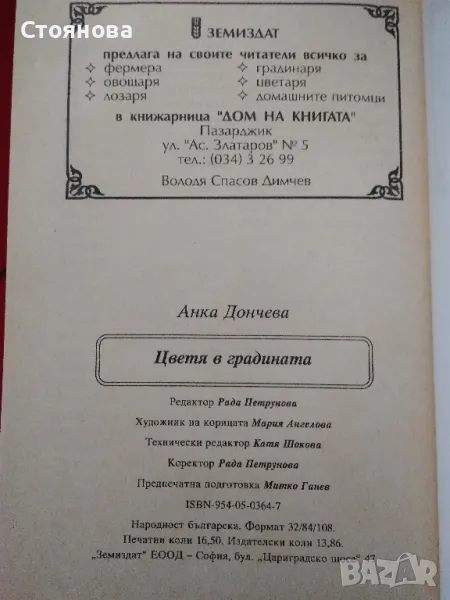 Стоянова
ЗЕМИЗДАТ
предлага на своите читатели всичко за
✧ фермера ✧ градинаря
✧ овощаря ✧ цветаря
✧ лозаря ✧ домашните питомци
в книжарница "ДОМ НА КНИГАТА"
Пазарджик
ул. "Ас. Златаров" № 5
тел.: (034) 3 26 99
Володя Спасов Димчев
Анка Дончева
Цветя в градината
Редактор Рада Петрунова
Художник на корицата Мария Ангелова
Технически редактор Катя Шокова
Коректор Рада Петрунова
Предпечатна подготовка Митко Ганев
ISBN-954-05-0364-7
Народност българска. Формат 32/84/108.
Печатни коли 16,50. Издателски коли 13,86.
„Земиздат" ЕООД – София, бул. „Цариградско шосе" 47
BAZAR